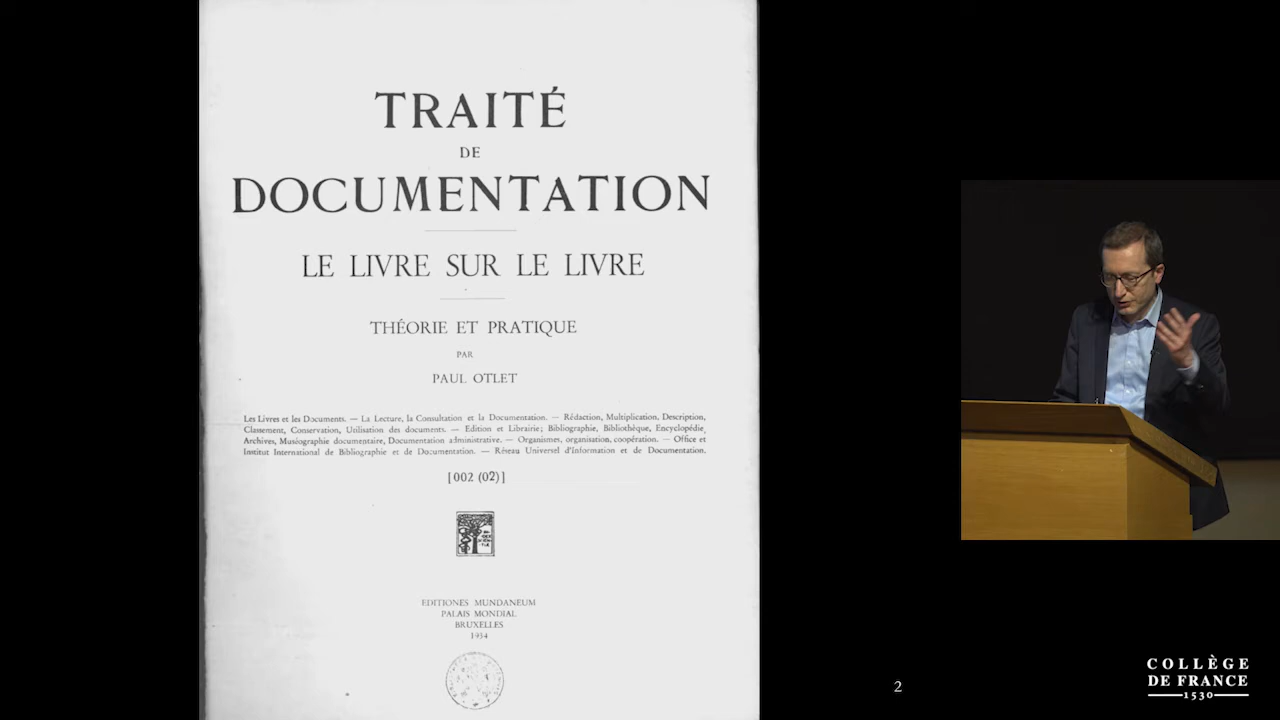 TRAITÉ
DE
DOCUMENTATION
LE LIVRE SUR LE LIVRE
THÉORIE ET PRATIQUE
PAR
PAUL OTLET
Les Livres et les Documents. — La Lecture, la Consultation et la Documentation. — Rédaction, Multiplication, Description,
Classement, Conservation, Utilisation des documents. — Edition et Librairie; Bibliographie, Bibliothèque, Encyclopédie,
Archives, Muséographie documentaire, Documentation administrative. — Organismes, organisation, coopération. — Office et
Institut International de Bibliographie et de Documentation. — Réseau Universel d'Information et de Documentation.
[002 (02)]
EDITIONES MUNDANEUM
PALAIS MONDIAL
BRUXELLES
1934
2
COLLÈGE
DE FRANCE
1530